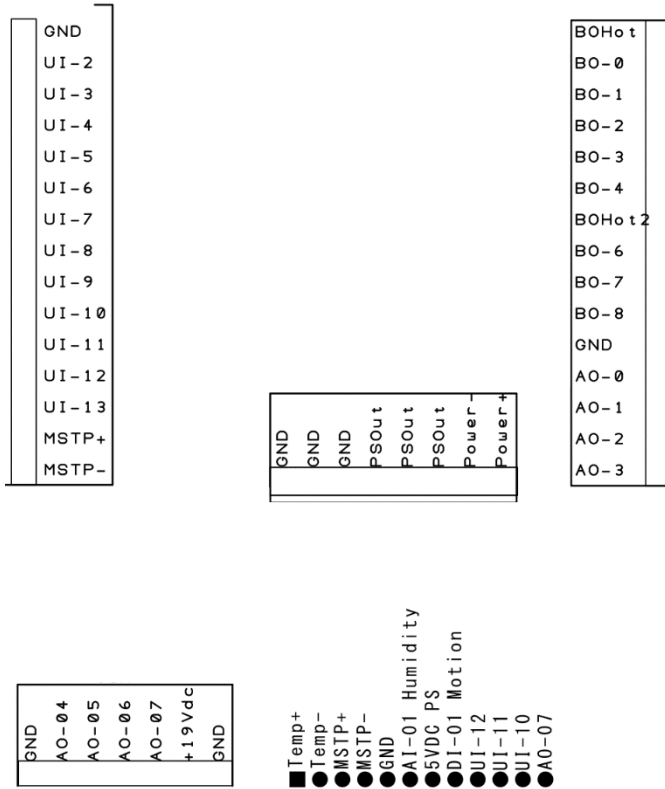 GND
UI-2
UI-3
UI-4
UI-5
UI-6
UI-7
UI-8
UI-9
UI-10
UI-11
UI-12
UI-13
MSTP+
MSTP-
GND
GND
GND
PSOut
PSOut
PSOut
Power-
Power+
BOHot
BO-0
BO-1
BO-2
BO-3
BO-4
BOHot2
BO-6
BO-7
BO-8
GND
AO-0
AO-1
AO-2
AO-3
GND
AO-04
AO-05
AO-06
AO-07
+19Vdc
GND
Temp+
Temp-
MSTP+
MSTP-
GND
AI-01 Humidity
5VDC PS
DI-01 Motion
UI-12
UI-11
UI-10
AO-07